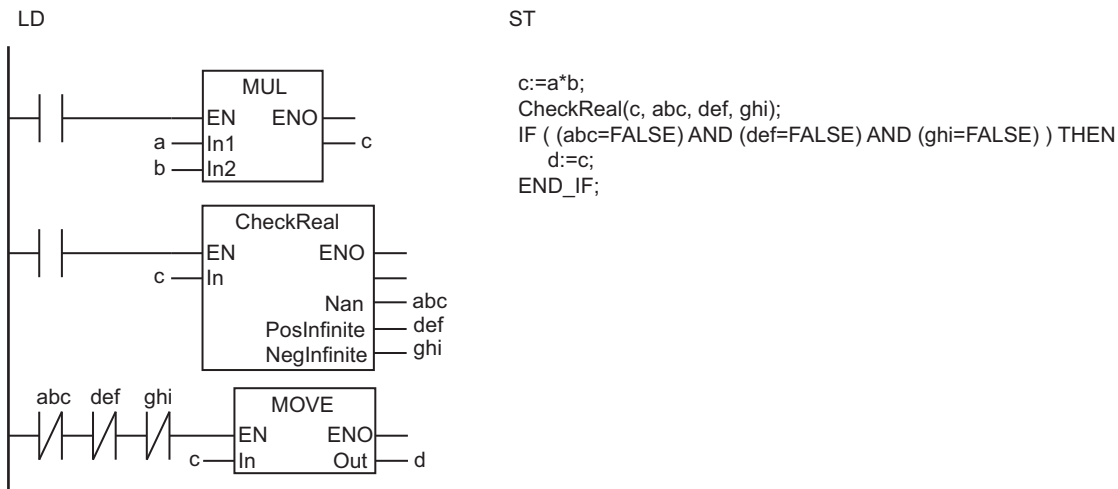 LD
MUL
EN ENO
a In1 c
b In2
CheckReal
EN ENO
c In
Nan abc
PosInfinite def
NegInfinite ghi
abc def ghi
MOVE
EN ENO
c In Out d
ST
c:=a*b;
CheckReal(c, abc, def, ghi);
IF ( (abc=FALSE) AND (def=FALSE) AND (ghi=FALSE) ) THEN
d:=c;
END_IF;